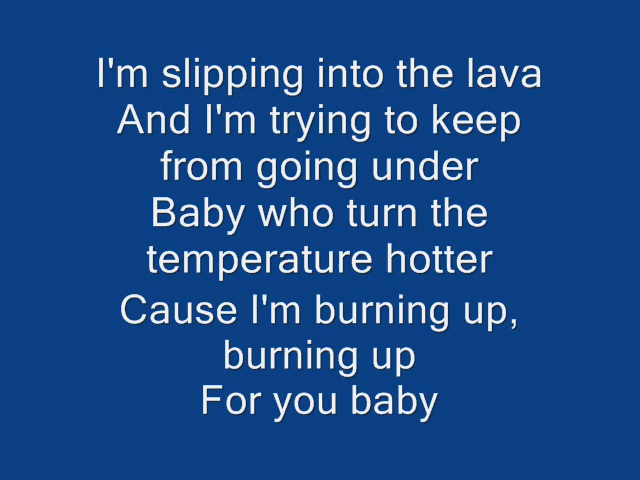 I'm slipping into the lava
And I'm trying to keep
from going under
Baby who turn the
temperature hotter
Cause I'm burning up,
burning up
For you baby